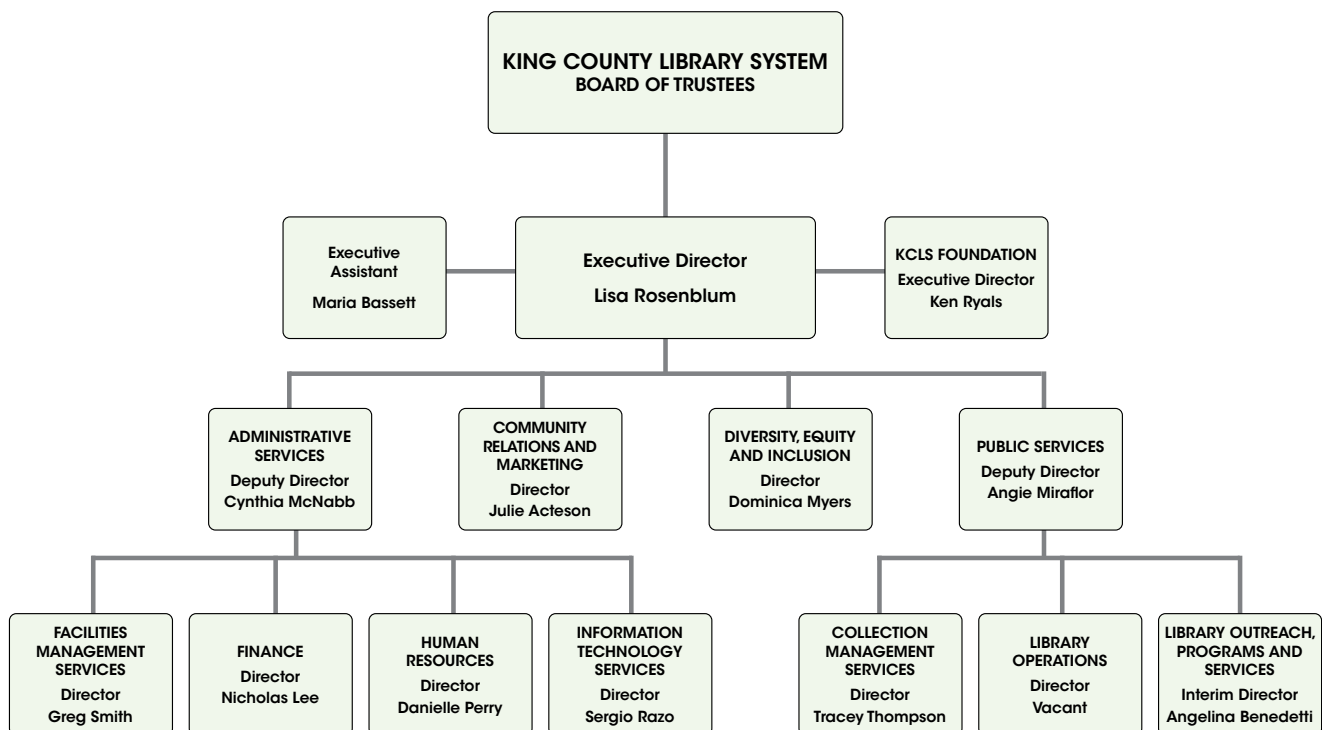 KING COUNTY LIBRARY SYSTEM
BOARD OF TRUSTEES
Executive
Assistant
Maria Bassett
Executive Director
Lisa Rosenblum
KCLS FOUNDATION
Executive Director
Ken Ryals
ADMINISTRATIVE
SERVICES
Deputy Director
Cynthia McNabb
COMMUNITY
RELATIONS AND
MARKETING
Director
Julie Acteson
DIVERSITY, EQUITY
AND INCLUSION
Director
Dominica Myers
PUBLIC SERVICES
Deputy Director
Angie Miraflor
FACILITIES
MANAGEMENT
SERVICES
Director
Greg Smith
FINANCE
Director
Nicholas Lee
HUMAN
RESOURCES
Director
Danielle Perry
INFORMATION
TECHNOLOGY
SERVICES
Director
Sergio Razo
COLLECTION
MANAGEMENT
SERVICES
Director
Tracey Thompson
LIBRARY
OPERATIONS
Director
Vacant
LIBRARY OUTREACH,
PROGRAMS AND
SERVICES
Interim Director
Angelina Benedetti